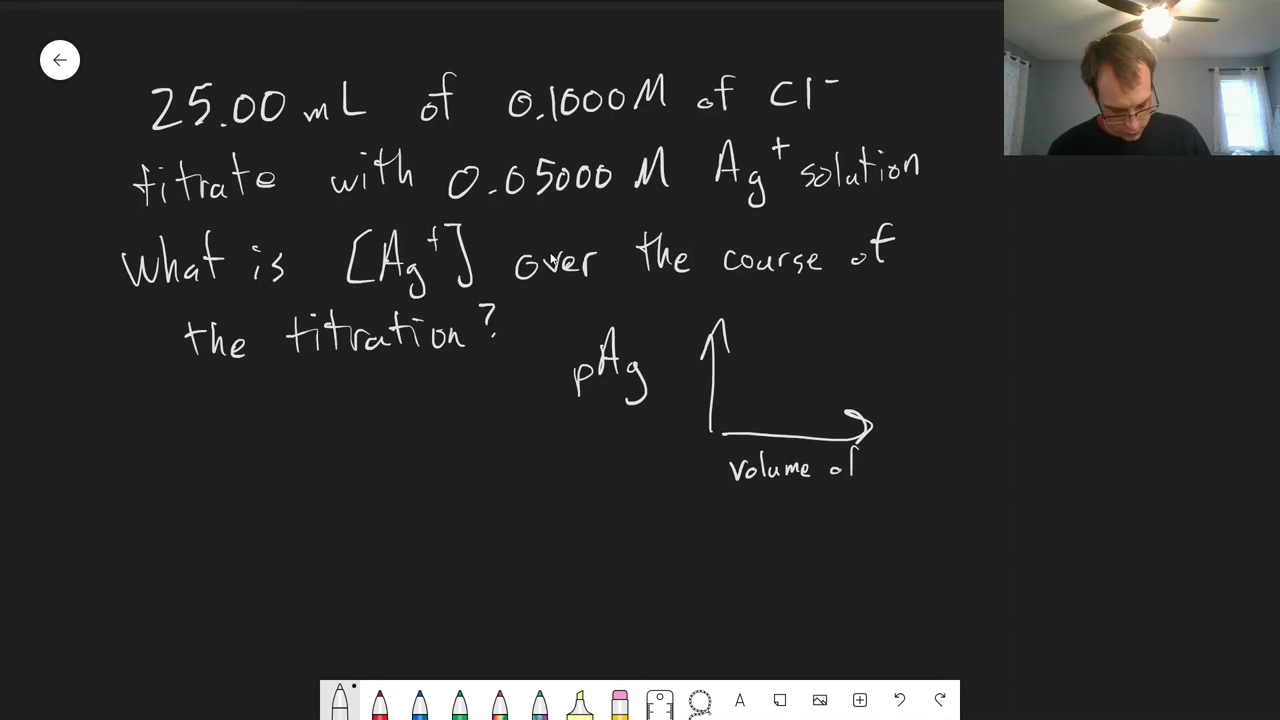 25.00 mL of 0.1000M of Cl⁻
titrate with 0.05000 M Ag⁺ solution
What is [Ag⁺] over the course of
the titration?
pAg
volume of
A